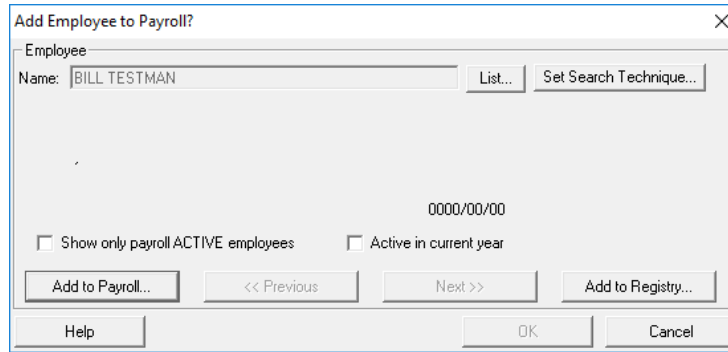 Add Employee to Payroll?
Employee
Name: BILL TESTMAN List... Set Search Technique...
0000/00/00
Show only payroll ACTIVE employees Active in current year
Add to Payroll... << Previous Next >> Add to Registry...
Help OK Cancel